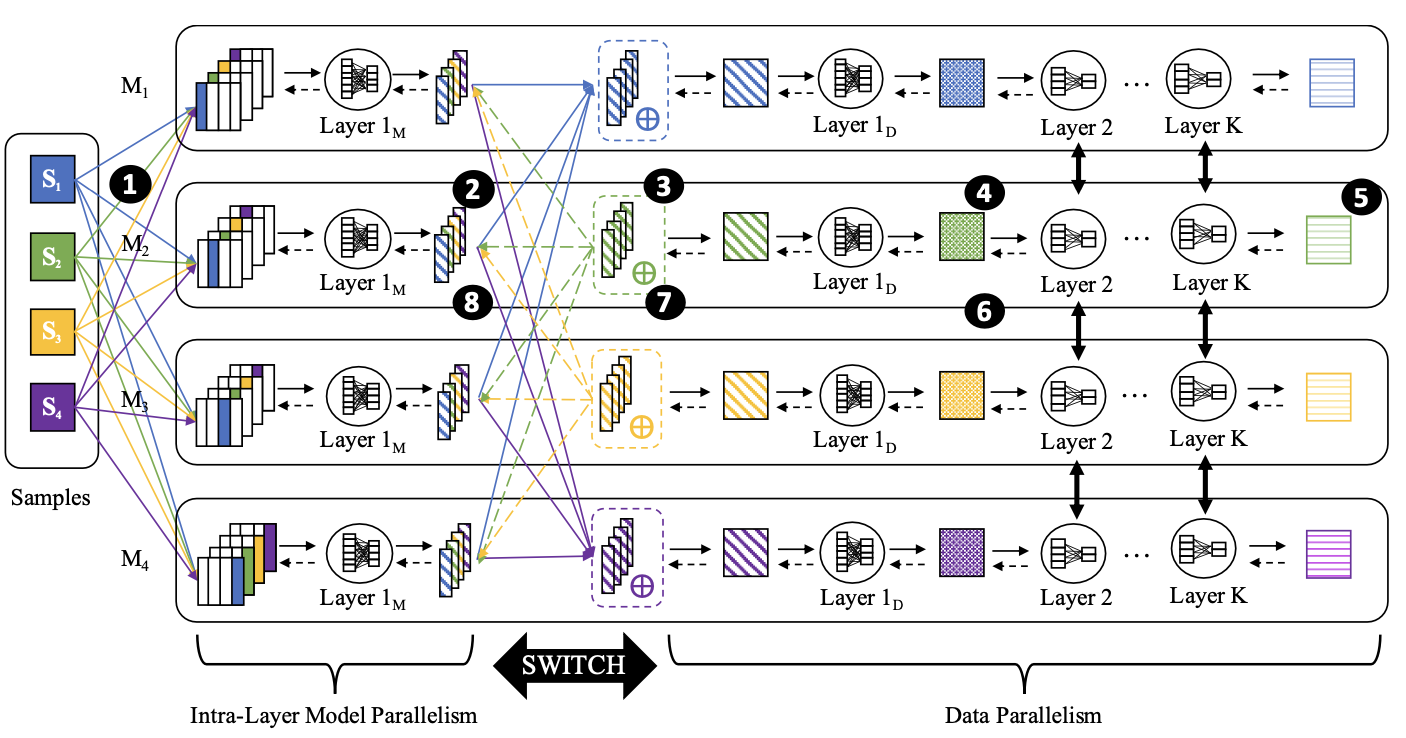 M1
Layer 1M
Layer 1D
Layer 2
...
Layer K
S1
1
S2
S3
S4
Samples
M2
2
3
4
5
Layer 1M
Layer 1D
Layer 2
...
Layer K
8
7
6
M3
Layer 1M
Layer 1D
Layer 2
...
Layer K
M4
Layer 1M
Layer 1D
Layer 2
...
Layer K
SWITCH
Intra-Layer Model Parallelism
Data Parallelism